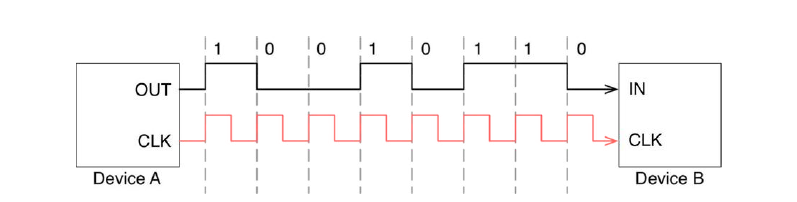 1 0 0 1 0 1 1 0
OUT IN
CLK CLK
Device A Device B